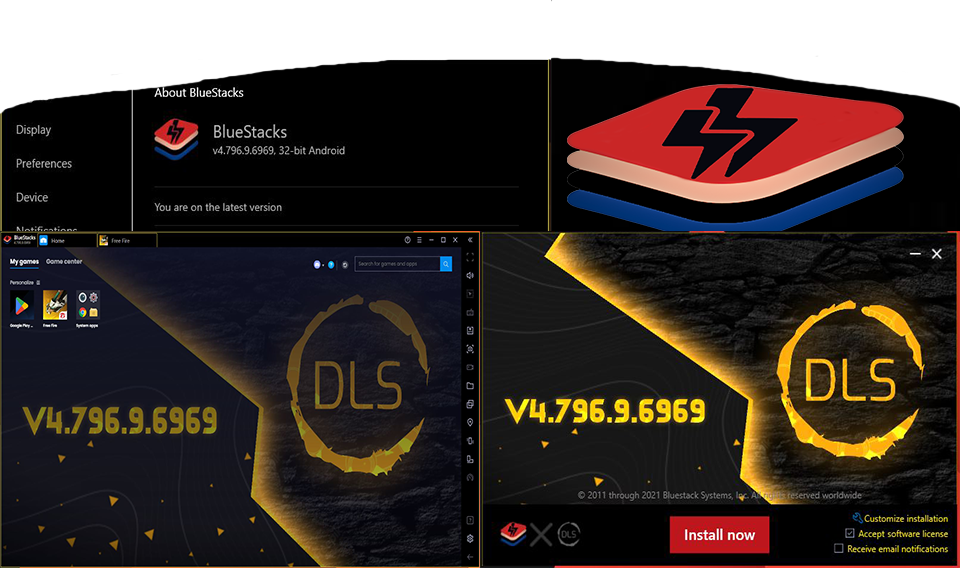 About BlueStacks
Display
BlueStacks
v4.796.9.6969, 32-bit Android
Preferences
Device
You are on the latest version
Notifications
BlueStacks
Home
Free Fire
My games
Game center
Search for games and apps
Personalize
Google Play ...
Free fire
System apps
DLS
V4.796.9.6969
DLS
V4.796.9.6969
© 2011 through 2021 Bluestack Systems, Inc. All rights reserved worldwide
DLS
Install now
Customize installation
Accept software license
Receive email notifications